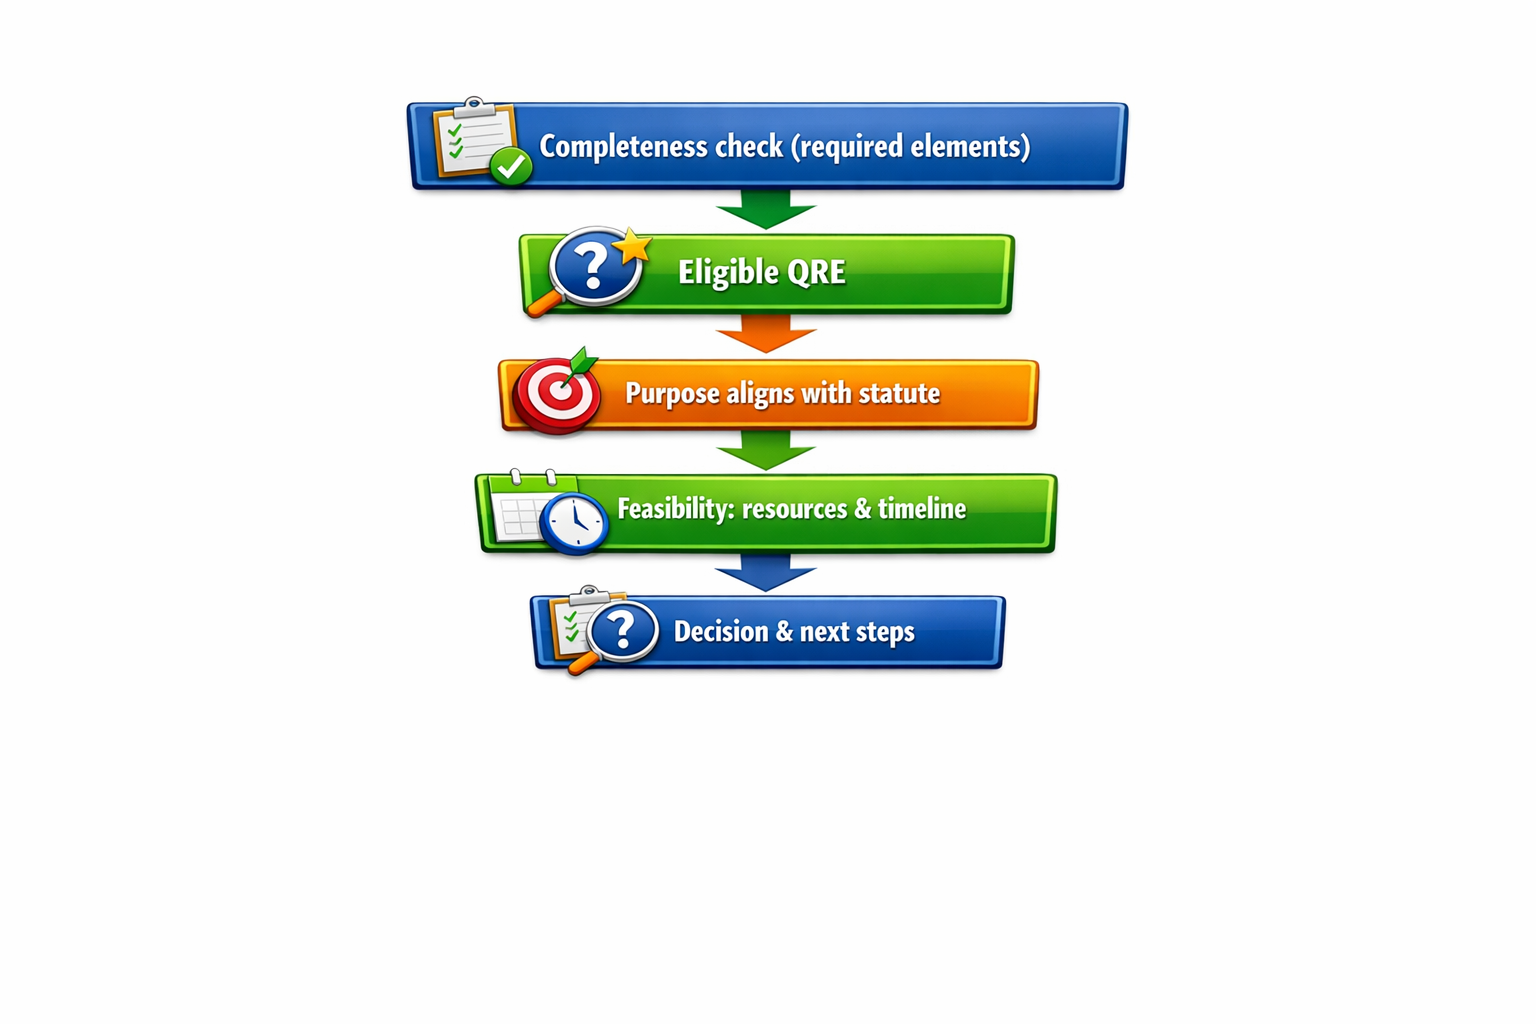 Completeness check (required elements)
Eligible QRE
Purpose aligns with statute
Feasibility: resources & timeline
Decision & next steps